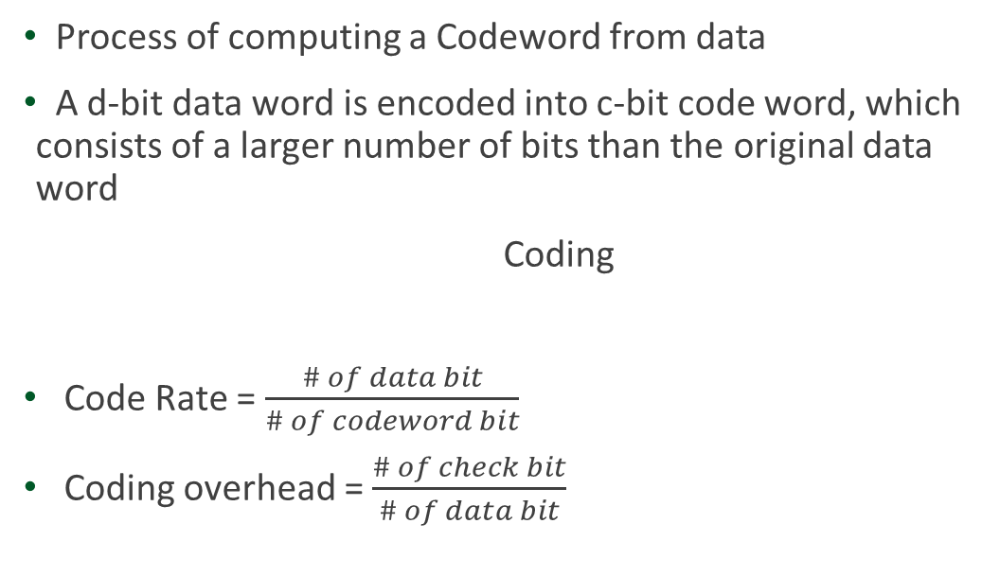 • Process of computing a Codeword from data
• A d-bit data word is encoded into c-bit code word, which
consists of a larger number of bits than the original data
word
Coding
• Code Rate = # of data bit / # of codeword bit
• Coding overhead = # of check bit / # of data bit